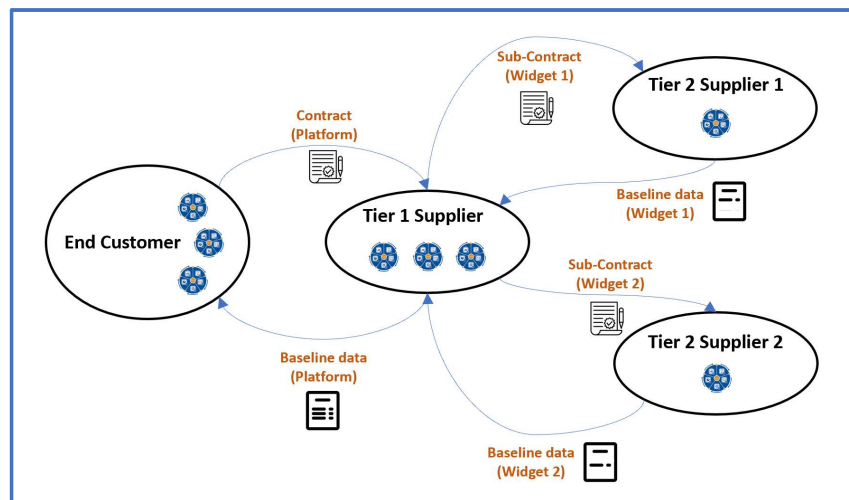 Sub-Contract
(Widget 1)
Tier 2 Supplier 1
Contract
(Platform)
Baseline data
(Widget 1)
Tier 1 Supplier
End Customer
Sub-Contract
(Widget 2)
Tier 2 Supplier 2
Baseline data
(Platform)
Baseline data
(Widget 2)